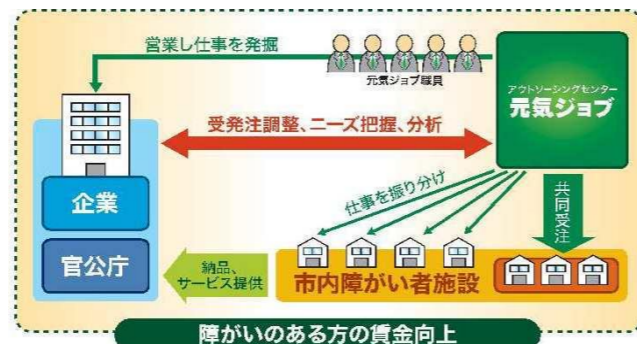 営業し仕事を発掘
元気ジョブ職員
アウトソーシングセンター
元気ジョブ
受発注調整、ニーズ把握、分析
企業
官公庁
仕事を振り分け
共同受注
納品、
サービス提供
市内障がい者施設
障がいのある方の賃金向上